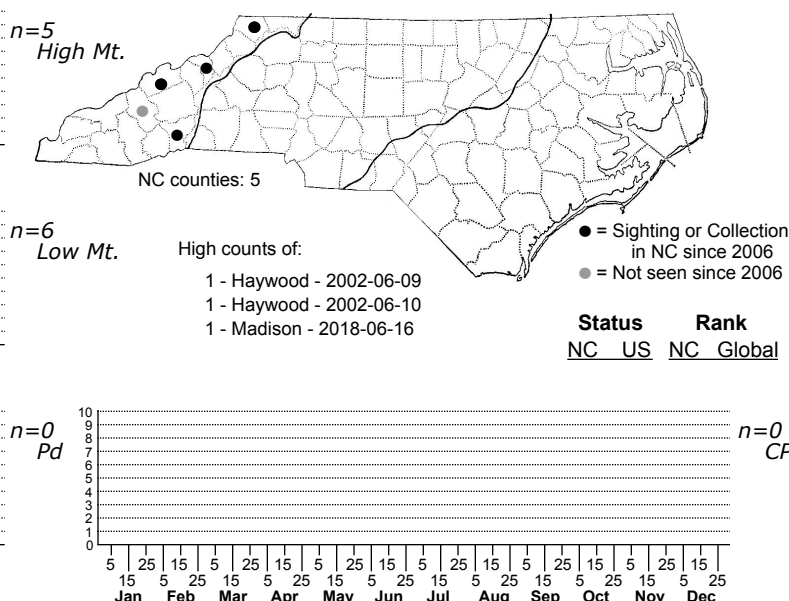 n=5
High Mt.
NC counties: 5
n=6
Low Mt.
High counts of:
1 - Haywood - 2002-06-09
1 - Haywood - 2002-06-10
1 - Madison - 2018-06-16
● = Sighting or Collection
in NC since 2006
● = Not seen since 2006
Status Rank
NC US NC Global
n=0
Pd
10
9
8
7
6
5
4
3
2
1
0
n=0
CP
5 25 15 5 25 15 5 25 15 5 25 15 5 25 15 5 25 15
15 5 25 15 5 25 15 5 25 15 5 25 15 5 25 15 5 25
Jan Feb Mar Apr May Jun Jul Aug Sep Oct Nov Dec